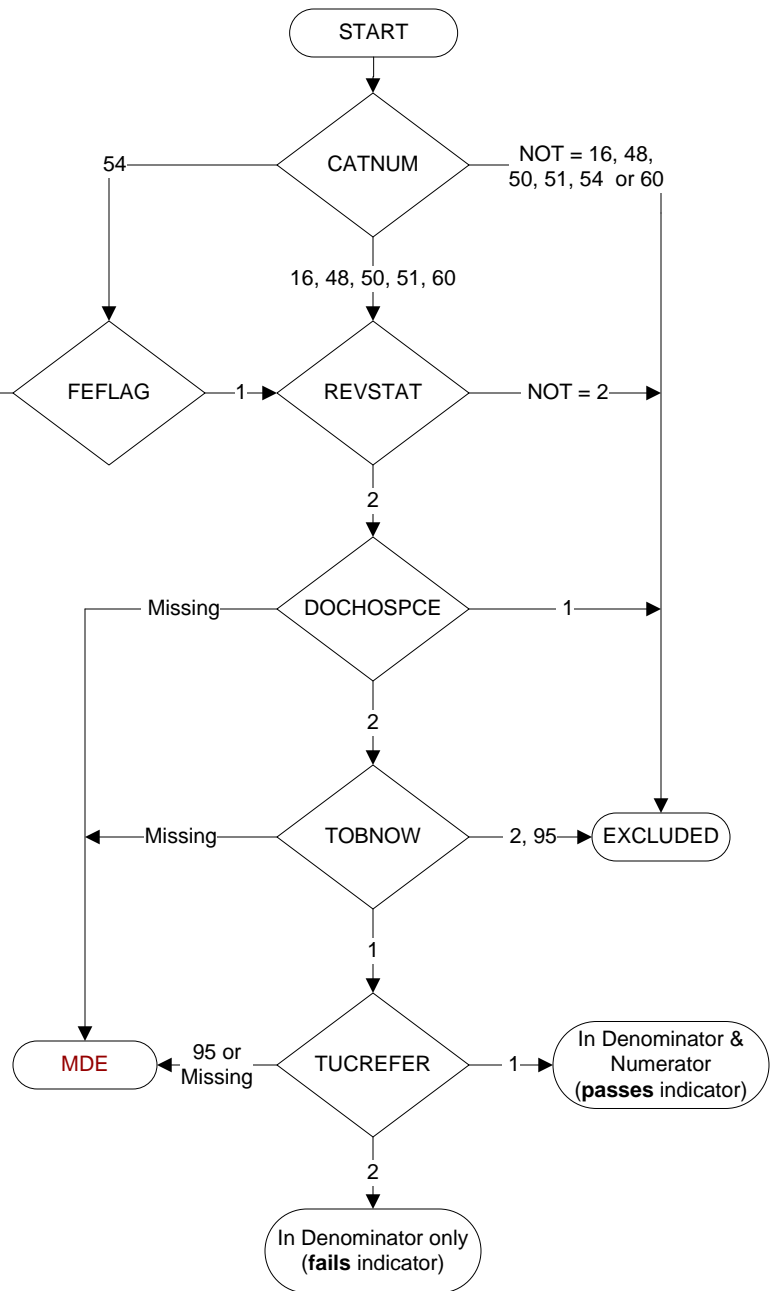 START
CATNUM
54
NOT = 16, 48,
50, 51, 54 or 60
16, 48, 50, 51, 60
FEFLAG
1
REVSTAT
NOT = 2
2
Missing
DOCHOSPCE
1
2
Missing
TOBNOW
2, 95
EXCLUDED
1
MDE
95 or
Missing
TUCREFER
1
In Denominator &
Numerator
(passes indicator)
2
In Denominator only
(fails indicator)